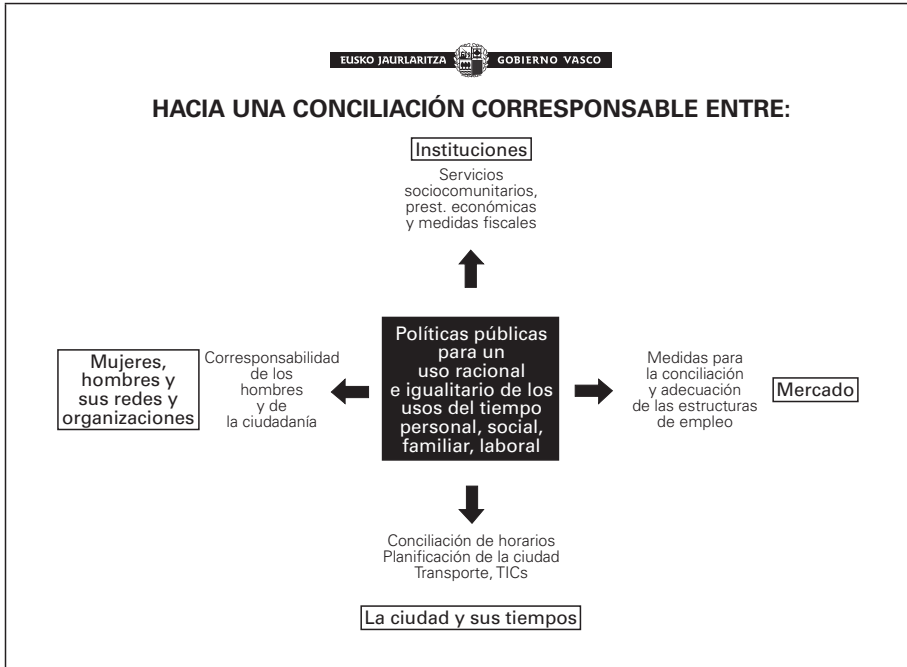 EUSKO JAURLARITZA GOBIERNO VASCO
HACIA UNA CONCILIACIÓN CORRESPONSABLE ENTRE:
Instituciones
Servicios
sociocomunitarios,
prest. económicas
y medidas fiscales
Mujeres,
hombres y
sus redes y
organizaciones
Corresponsabilidad
de los
hombres
y de
la ciudadanía
Políticas públicas
para un
uso racional
e igualitario de los
usos del tiempo
personal, social,
familiar, laboral
Medidas para
la conciliación
y adecuación
de las estructuras
de empleo
Mercado
Conciliación de horarios
Planificación de la ciudad
Transporte, TICs
La ciudad y sus tiempos